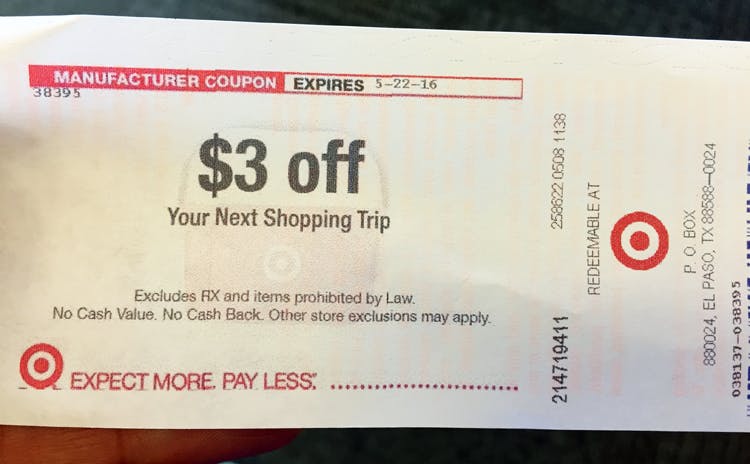 MANUFACTURER COUPON EXPIRES 5-22-16
38395
$3 off
Your Next Shopping Trip
Excludes RX and items prohibited by Law.
No Cash Value. No Cash Back. Other store exclusions may apply.
EXPECT MORE. PAY LESS.
258622 0508 1138
214719411
REDEEMABLE AT
P. O. BOX
880024, EL PASO, TX 88588-0024
038137-038395